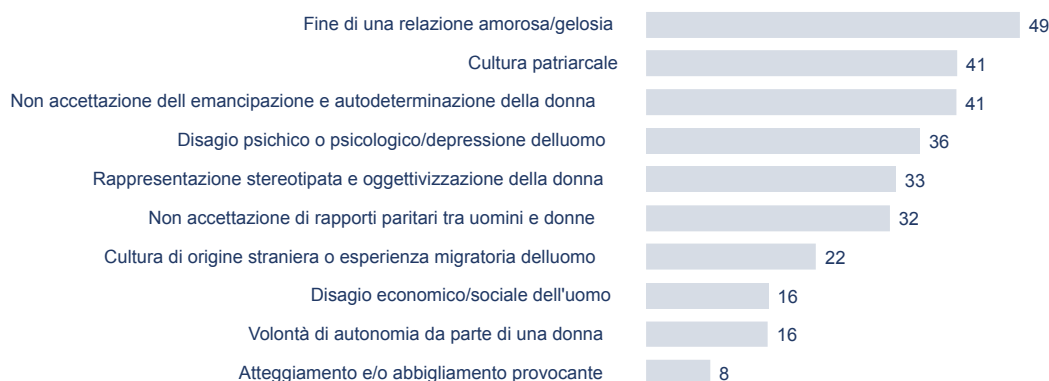 Fine di una relazione amorosa/gelosia 49
Cultura patriarcale 41
Non accettazione dell emancipazione e autodeterminazione della donna 41
Disagio psichico o psicologico/depressione delluomo 36
Rappresentazione stereotipata e oggettivizzazione della donna 33
Non accettazione di rapporti paritari tra uomini e donne 32
Cultura di origine straniera o esperienza migratoria delluomo 22
Disagio economico/sociale dell'uomo 16
Volontà di autonomia da parte di una donna 16
Atteggiamento e/o abbigliamento provocante 8